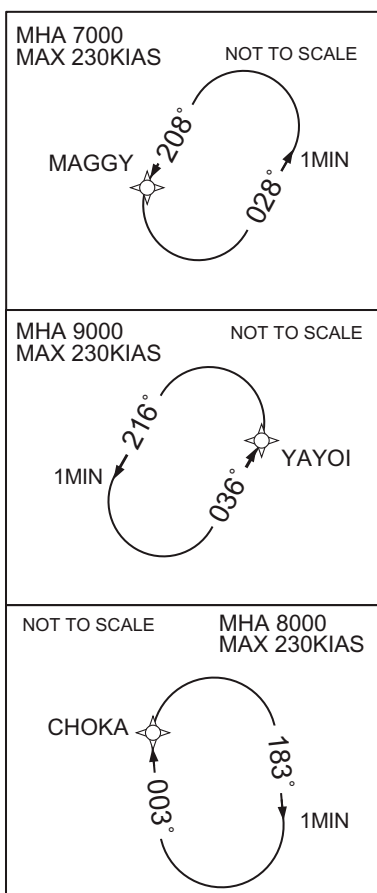 MHA 7000
MAX 230KIAS
NOT TO SCALE
208°
MAGGY
1MIN
028°
MHA 9000
MAX 230KIAS
NOT TO SCALE
216°
1MIN
036°
YAYOI
NOT TO SCALE
MHA 8000
MAX 230KIAS
CHOKA
183°
003°
1MIN